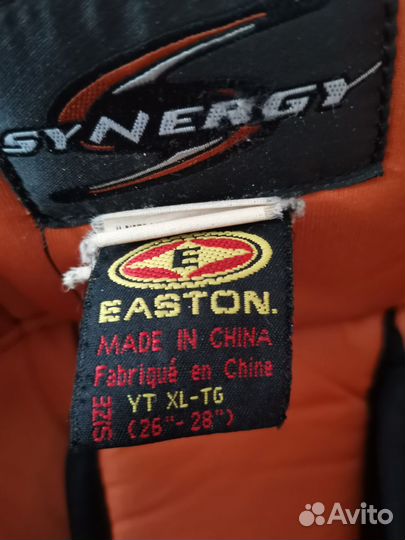 SYNERGY
E
EASTON.
MADE IN CHINA
Fabriqué en Chine
SIZE
YT XL-TG
(26"-28")
Avito